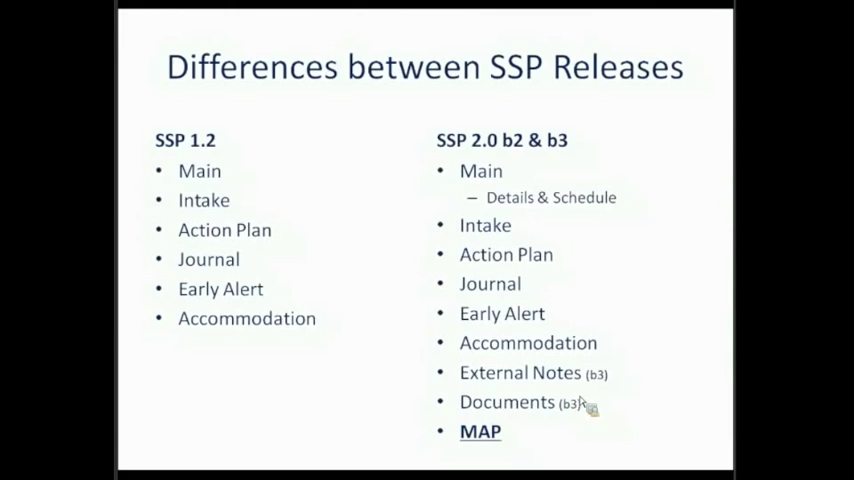 Differences between SSP Releases
SSP 1.2
• Main
• Intake
• Action Plan
• Journal
• Early Alert
• Accommodation
SSP 2.0 b2 & b3
• Main
– Details & Schedule
• Intake
• Action Plan
• Journal
• Early Alert
• Accommodation
• External Notes (b3)
• Documents (b3)
• MAP